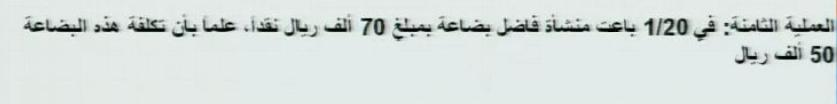 العملية الثامنة: في 1/20 باعت منشأة فاضل بضاعة بمبلغ 70 ألف ريال نقداً، علماً بأن تكلفة هذه البضاعة
50 ألف ريال